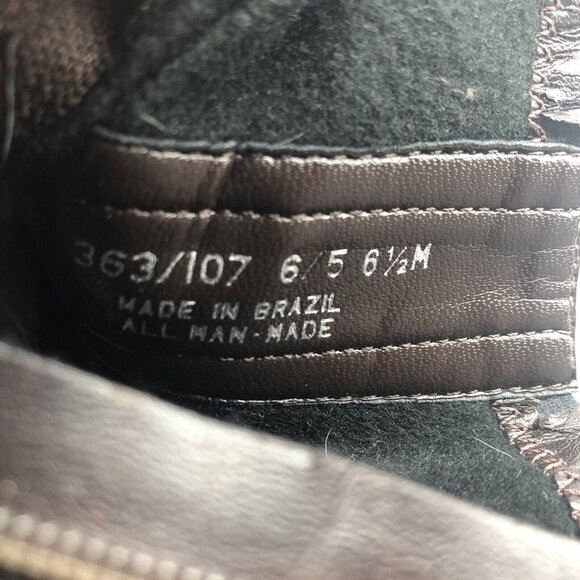 363/107 6/5 6½M
MADE IN BRAZIL
ALL MAN-MADE